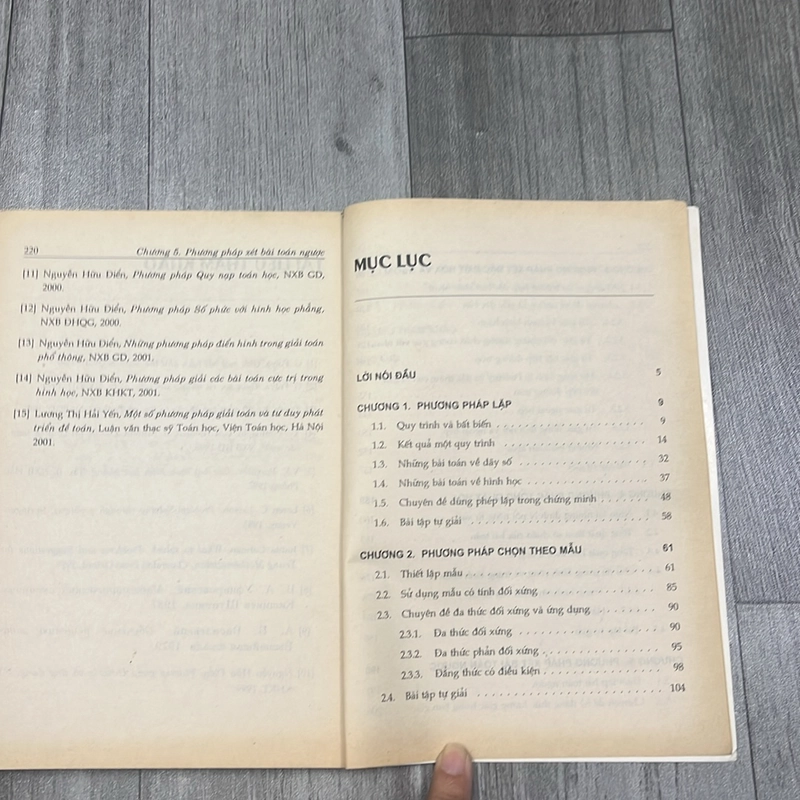 220 Chương 5. Phương pháp xét bài toán ngược
[11] Nguyễn Hữu Điển, Phương pháp Quy nạp toán học, NXB GD,
2000.
[12] Nguyễn Hữu Điển, Phương pháp Số phức với hình học phẳng,
NXB ĐHQG, 2000.
[13] Nguyễn Hữu Điển, Những phương pháp điển hình trong giải toán
phổ thông, NXB GD, 2001.
[14] Nguyễn Hữu Điển, Phương pháp giải các bài toán cực trị trong
hình học, NXB KHKT, 2001.
[15] Lương Thị Hải Yến, Một số phương pháp giải toán và tư duy phát
triển đề toán, Luận văn thạc sỹ Toán học, Viện Toán học, Hà Nội
2001.
MỤC LỤC
LỜI NÓI ĐẦU 5
CHƯƠNG 1. PHƯƠNG PHÁP LẶP 9
1.1. Quy trình và bất biến 9
1.2. Kết quả một quy trình 14
1.3. Những bài toán về dãy số 32
1.4. Những bài toán về hình học 37
1.5. Chuyên đề dùng phép lặp trong chứng minh 48
1.6. Bài tập tự giải 58
CHƯƠNG 2. PHƯƠNG PHÁP CHỌN THEO MẪU 61
2.1. Thiết lập mẫu 61
2.2. Sử dụng mẫu có tính đối xứng 85
2.3. Chuyên đề đa thức đối xứng và ứng dụng 90
2.3.1. Đa thức đối xứng 90
2.3.2. Đa thức phản đối xứng 95
2.3.3. Đẳng thức có điều kiện 98
2.4. Bài tập tự giải 104